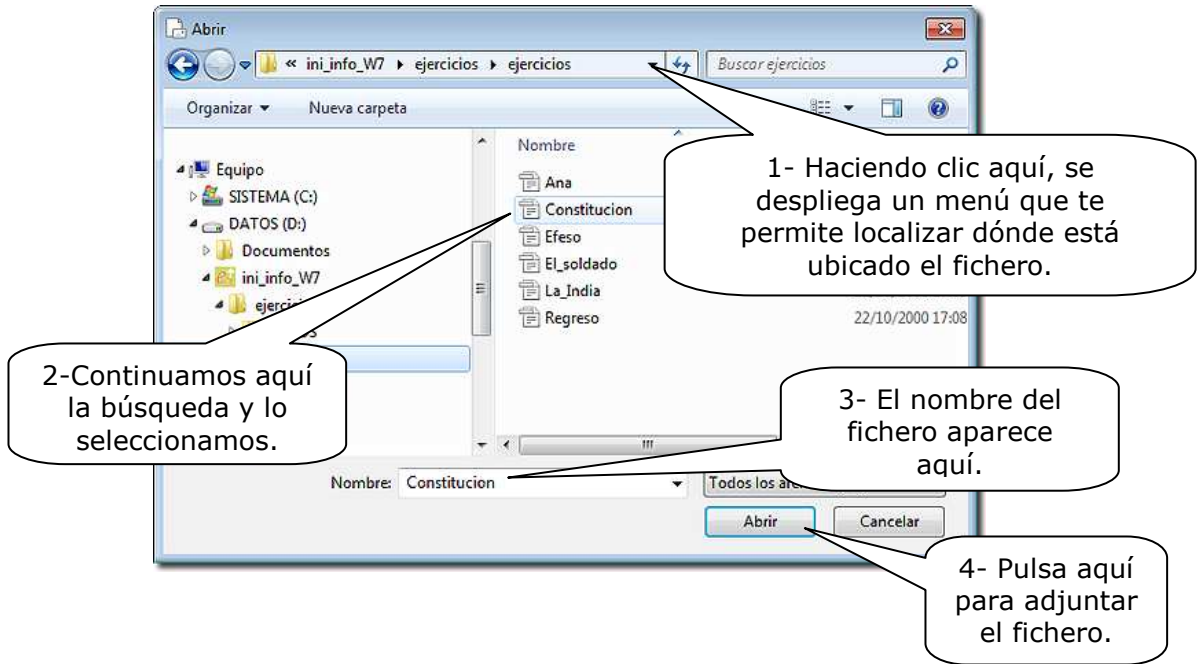 Abrir
« ini_info_W7 ▸ ejercicios ▸ ejercicios
Buscar ejercicios
Organizar
Nueva carpeta
Nombre
Equipo
SISTEMA (C:)
DATOS (D:)
Documentos
ini_info_W7
Ana
Constitucion
Efeso
El_soldado
La_India
Regreso
22/10/2000 17:08
1- Haciendo clic aquí, se
despliega un menú que te
permite localizar dónde está
ubicado el fichero.
2-Continuamos aquí
la búsqueda y lo
seleccionamos.
3- El nombre del
fichero aparece
aquí.
Nombre: Constitucion
Todos los
Abrir
Cancelar
4- Pulsa aquí
para adjuntar
el fichero.